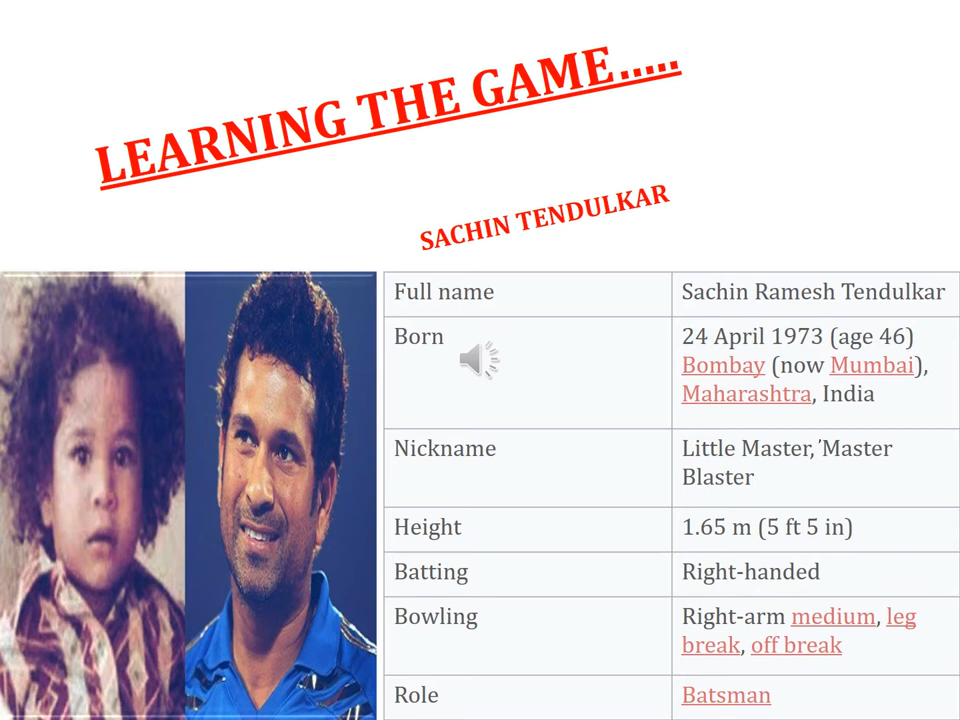 LEARNING THE GAME.....
SACHIN TENDULKAR
Full name
Sachin Ramesh Tendulkar
Born
24 April 1973 (age 46)
Bombay (now Mumbai),
Maharashtra, India
Nickname
Little Master, 'Master
Blaster
Height
1.65 m (5 ft 5 in)
Batting
Right-handed
Bowling
Right-arm medium, leg
break, off break
Role
Batsman